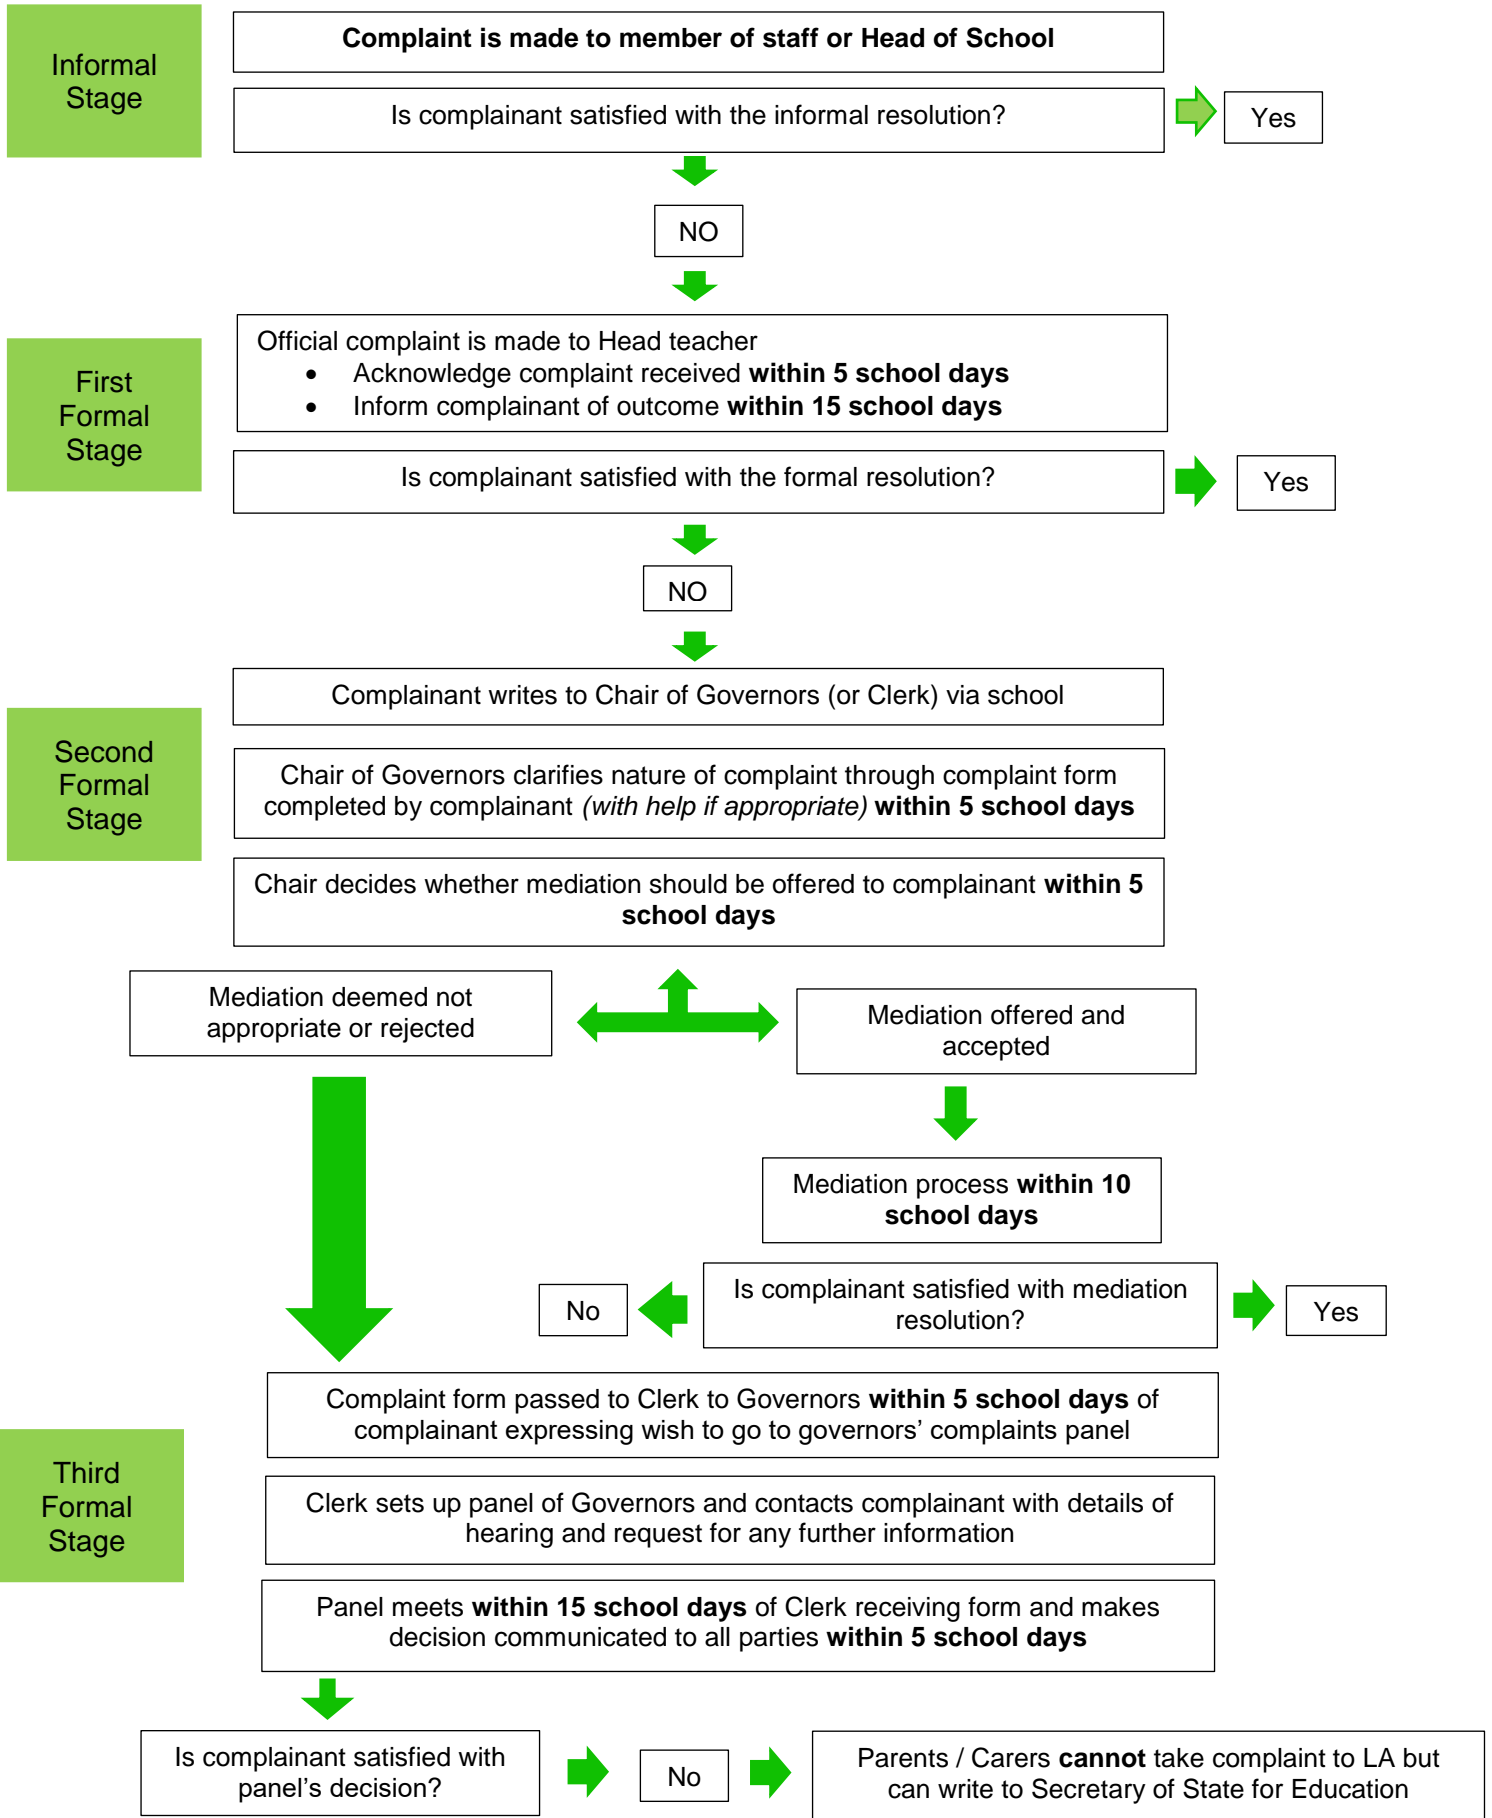 Informal
Stage
Complaint is made to member of staff or Head of School
Is complainant satisfied with the informal resolution?
Yes
NO
First
Formal
Stage
Official complaint is made to Head teacher
• Acknowledge complaint received within 5 school days
• Inform complainant of outcome within 15 school days
Is complainant satisfied with the formal resolution?
Yes
NO
Second
Formal
Stage
Complainant writes to Chair of Governors (or Clerk) via school
Chair of Governors clarifies nature of complaint through complaint form
completed by complainant (with help if appropriate) within 5 school days
Chair decides whether mediation should be offered to complainant within 5
school days
Mediation deemed not
appropriate or rejected
Mediation offered and
accepted
Mediation process within 10
school days
Is complainant satisfied with mediation
resolution?
No
Yes
Third
Formal
Stage
Complaint form passed to Clerk to Governors within 5 school days of
complainant expressing wish to go to governors’ complaints panel
Clerk sets up panel of Governors and contacts complainant with details of
hearing and request for any further information
Panel meets within 15 school days of Clerk receiving form and makes
decision communicated to all parties within 5 school days
Is complainant satisfied with
panel’s decision?
No
Parents / Carers cannot take complaint to LA but
can write to Secretary of State for Education